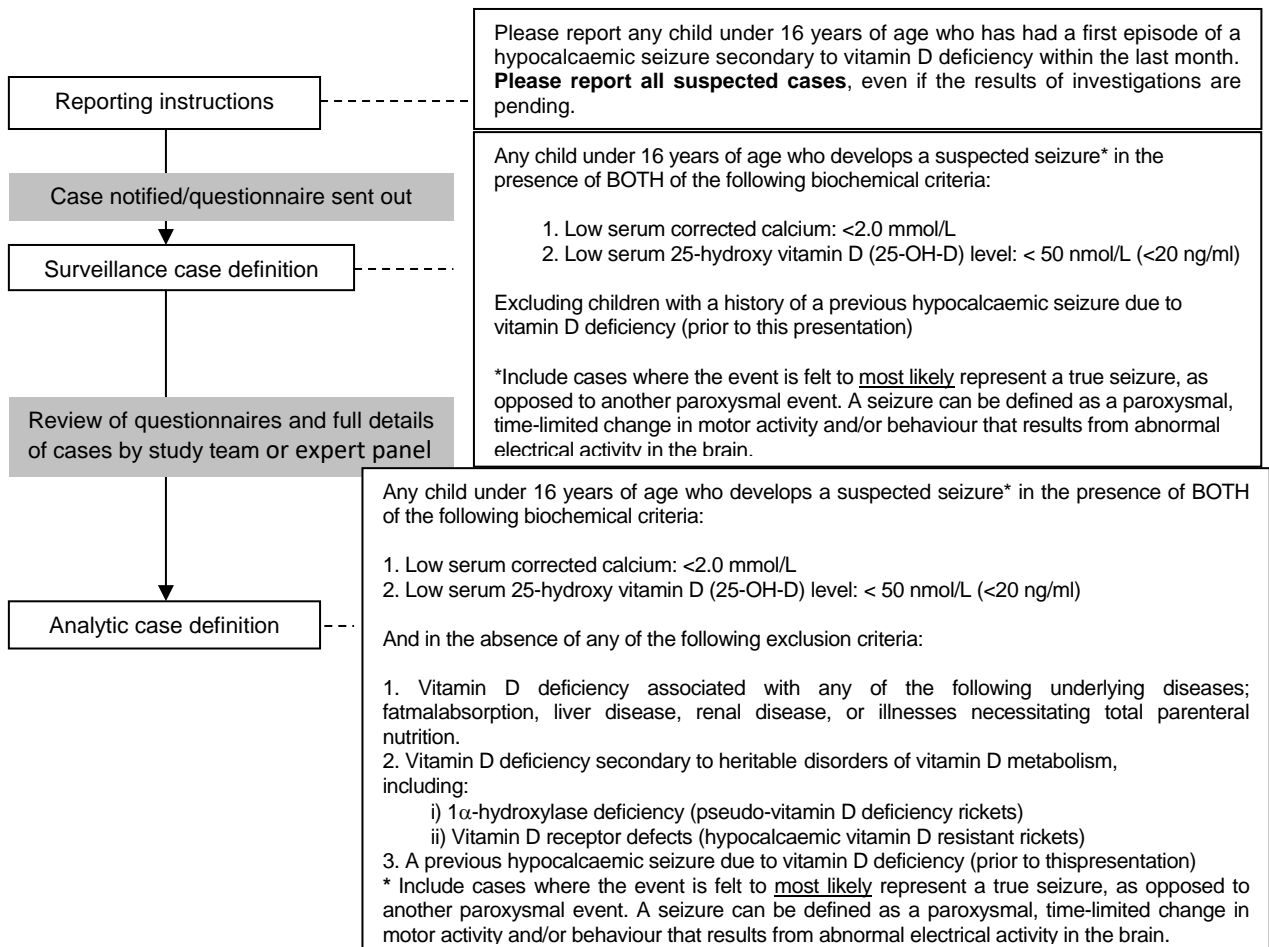 Reporting instructions
Please report any child under 16 years of age who has had a first episode of a
hypocalcaemic seizure secondary to vitamin D deficiency within the last month.
Please report all suspected cases, even if the results of investigations are
pending.
Case notified/questionnaire sent out
Surveillance case definition
Any child under 16 years of age who develops a suspected seizure* in the
presence of BOTH of the following biochemical criteria:
1. Low serum corrected calcium: <2.0 mmol/L
2. Low serum 25-hydroxy vitamin D (25-OH-D) level: < 50 nmol/L (<20 ng/ml)
Excluding children with a history of a previous hypocalcaemic seizure due to
vitamin D deficiency (prior to this presentation)
*Include cases where the event is felt to most likely represent a true seizure, as
opposed to another paroxysmal event. A seizure can be defined as a paroxysmal,
time-limited change in motor activity and/or behaviour that results from abnormal
electrical activity in the brain.
Review of questionnaires and full details
of cases by study team or expert panel
Analytic case definition
Any child under 16 years of age who develops a suspected seizure* in the presence of BOTH
of the following biochemical criteria:
1. Low serum corrected calcium: <2.0 mmol/L
2. Low serum 25-hydroxy vitamin D (25-OH-D) level: < 50 nmol/L (<20 ng/ml)
And in the absence of any of the following exclusion criteria:
1. Vitamin D deficiency associated with any of the following underlying diseases;
fatmalabsorption, liver disease, renal disease, or illnesses necessitating total parenteral
nutrition.
2. Vitamin D deficiency secondary to heritable disorders of vitamin D metabolism,
including:
i) 1α-hydroxylase deficiency (pseudo-vitamin D deficiency rickets)
ii) Vitamin D receptor defects (hypocalcaemic vitamin D resistant rickets)
3. A previous hypocalcaemic seizure due to vitamin D deficiency (prior to thispresentation)
* Include cases where the event is felt to most likely represent a true seizure, as opposed to
another paroxysmal event. A seizure can be defined as a paroxysmal, time-limited change in
motor activity and/or behaviour that results from abnormal electrical activity in the brain.